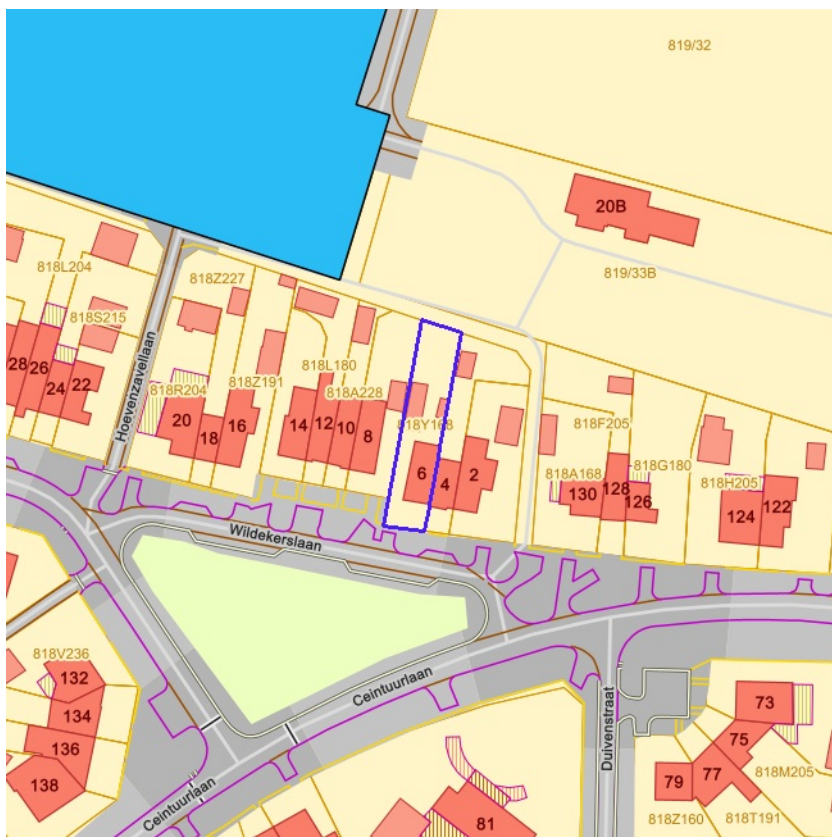 819/32
20B
819/33B
818L204
818Z227
818S215
Hoevenzavellaan
28
26
24
22
818R204
818Z191
818L180
818A228
20
18
16
14
12
10
8
818Y168
6
4
2
818F205
818A168
818G180
818H205
130
128
126
124
122
Wildekerslaan
Ceintuurlaan
Duivenstraat
818V236
132
134
136
138
Ceintuurlaan
81
73
75
77
79
818M205
818Z160
818T191